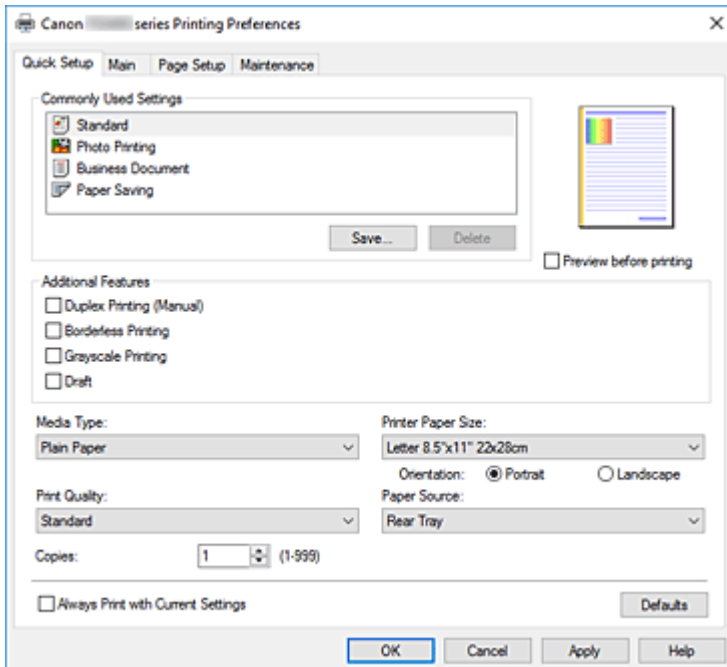 Canon series Printing Preferences
Quick Setup Main Page Setup Maintenance
Commonly Used Settings
Standard
Photo Printing
Business Document
Paper Saving
Save... Delete
Preview before printing
Additional Features
Duplex Printing (Manual)
Borderless Printing
Grayscale Printing
Draft
Media Type: Printer Paper Size:
Plain Paper Letter 8.5"x11" 22x28cm
Orientation: Portrait Landscape
Print Quality: Paper Source:
Standard Rear Tray
Copies: 1 (1-999)
Always Print with Current Settings Defaults
OK Cancel Apply Help